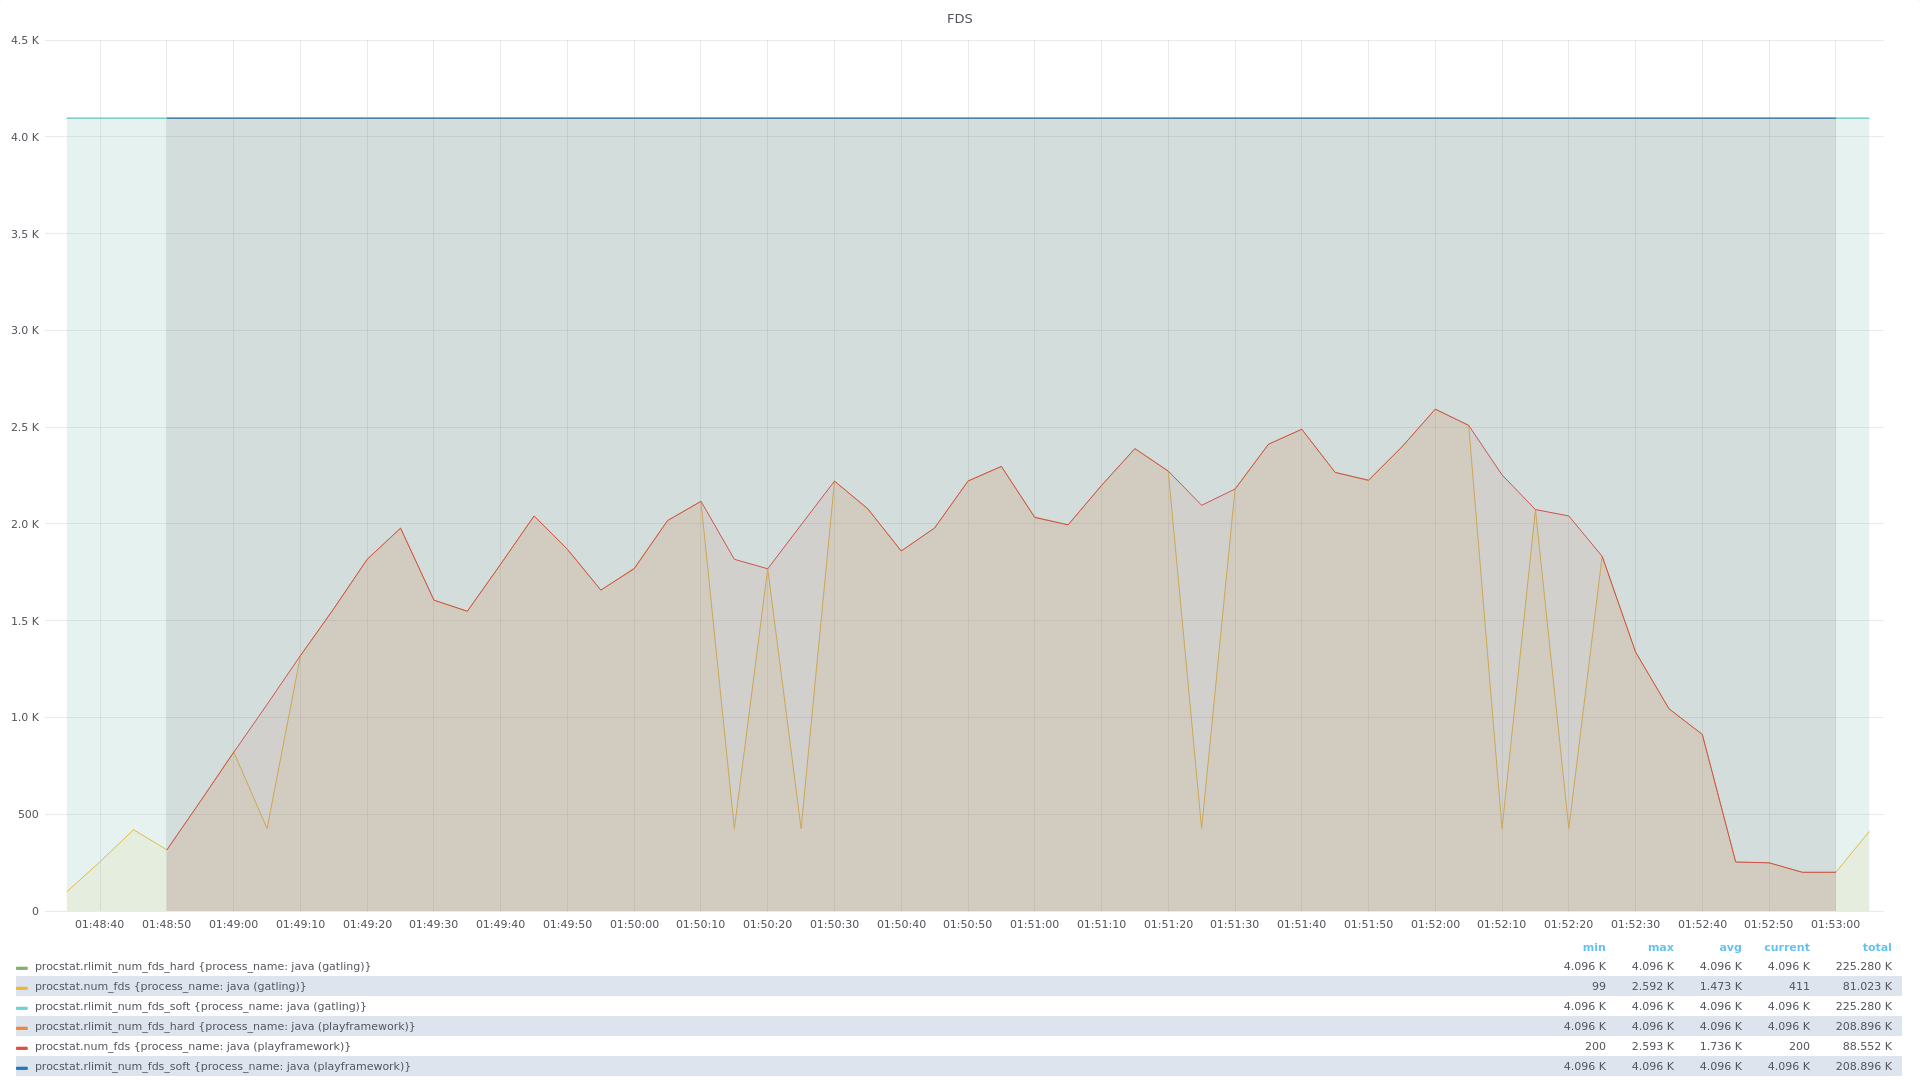 FDS
4.5 K
4.0 K
3.5 K
3.0 K
2.5 K
2.0 K
1.5 K
1.0 K
500
0
01:48:40 01:48:50 01:49:00 01:49:10 01:49:20 01:49:30 01:49:40 01:49:50 01:50:00 01:50:10 01:50:20 01:50:30 01:50:40 01:50:50 01:51:00 01:51:10 01:51:20 01:51:30 01:51:40 01:51:50 01:52:00 01:52:10 01:52:20 01:52:30 01:52:40 01:52:50 01:53:00
min max avg current total
procstat.rlimit_num_fds_hard {process_name: java (gatling)} 4.096 K 4.096 K 4.096 K 4.096 K 225.280 K
procstat.num_fds {process_name: java (gatling)} 99 2.592 K 1.473 K 411 81.023 K
procstat.rlimit_num_fds_soft {process_name: java (gatling)} 4.096 K 4.096 K 4.096 K 4.096 K 225.280 K
procstat.rlimit_num_fds_hard {process_name: java (playframework)} 4.096 K 4.096 K 4.096 K 4.096 K 208.896 K
procstat.num_fds {process_name: java (playframework)} 200 2.593 K 1.736 K 200 88.552 K
procstat.rlimit_num_fds_soft {process_name: java (playframework)} 4.096 K 4.096 K 4.096 K 4.096 K 208.896 K